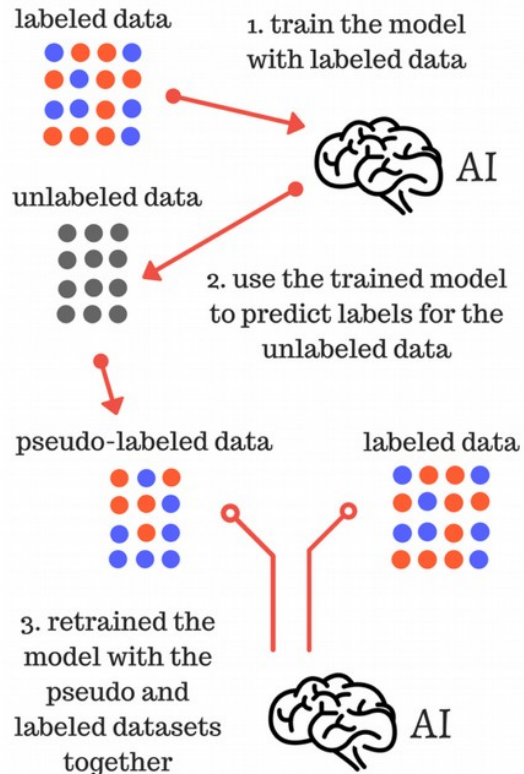 labeled data
1. train the model
with labeled data
AI
unlabeled data
2. use the trained model
to predict labels for the
unlabeled data
pseudo-labeled data
labeled data
3. retrained the
model with the
pseudo and
labeled datasets
together
AI